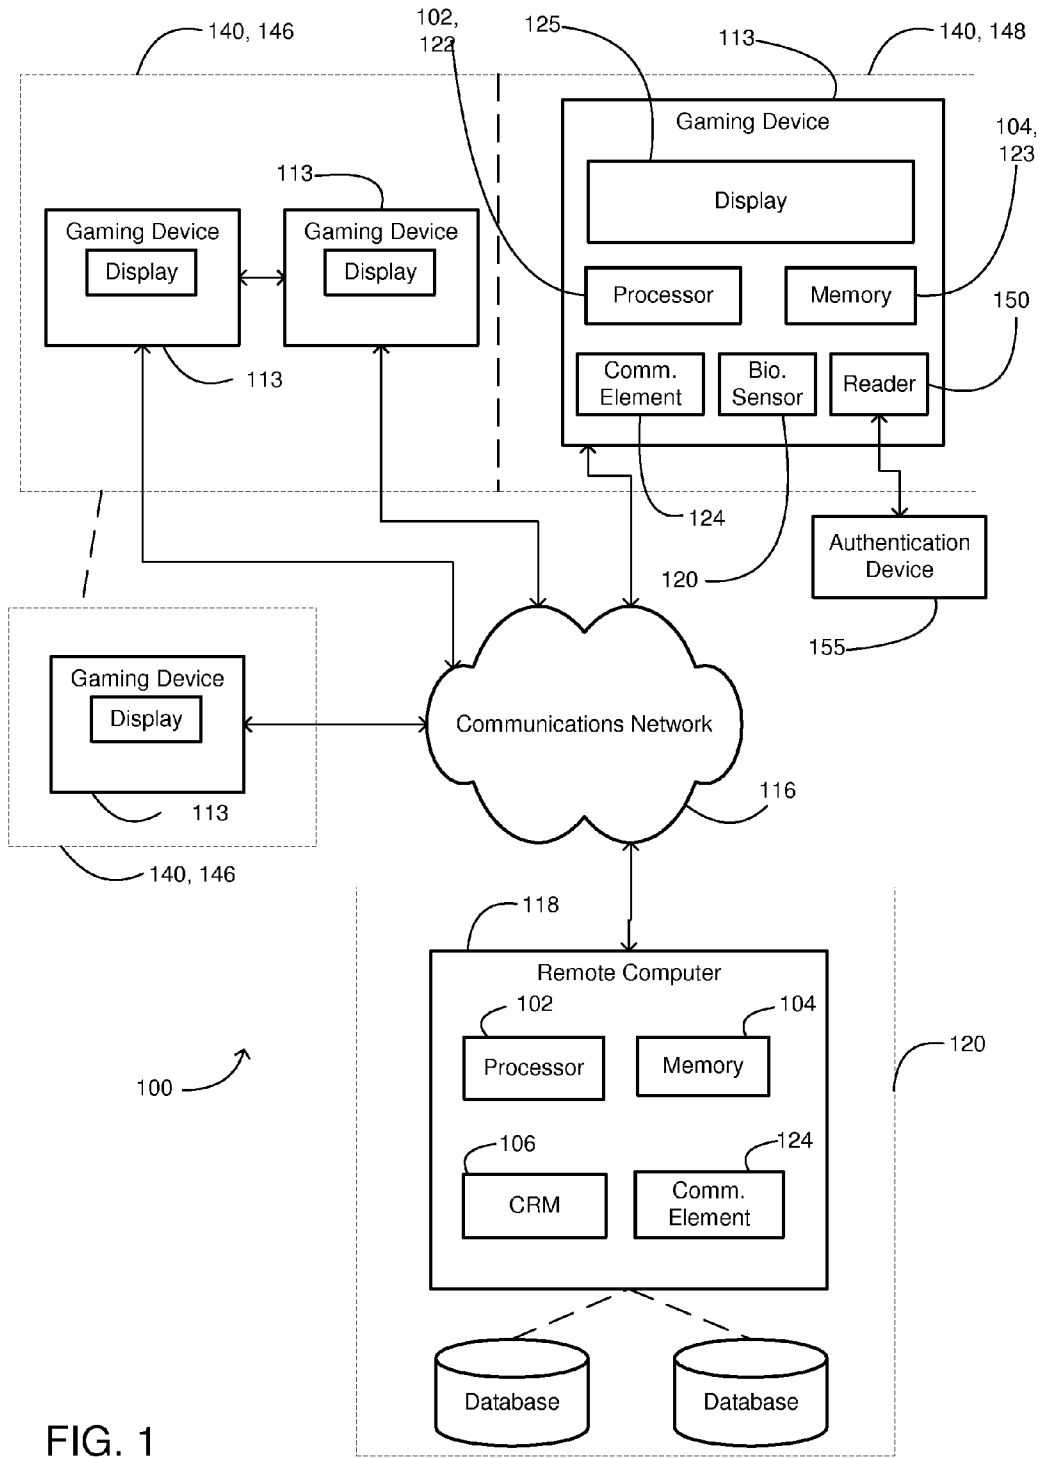 102,
122
125
113
140, 148
140, 146
Gaming Device
104,
123
Display
113
Gaming Device
Display
Gaming Device
Display
Processor
Memory
150
113
Comm.
Element
Bio.
Sensor
Reader
124
120
Authentication
Device
155
Gaming Device
Display
113
140, 146
Communications Network
116
118
Remote Computer
102
104
Processor
Memory
120
100
106
124
CRM
Comm.
Element
Database
Database
FIG. 1